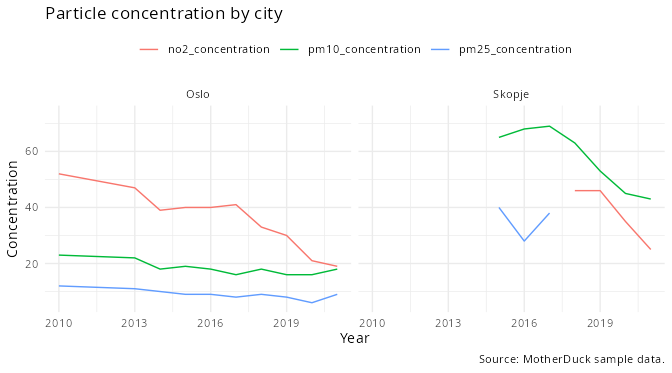 Particle concentration by city
no2_concentration pm10_concentration pm25_concentration
Oslo Skopje
60
40
20
Concentration
2010 2013 2016 2019 2010 2013 2016 2019
Year
Source: MotherDuck sample data.